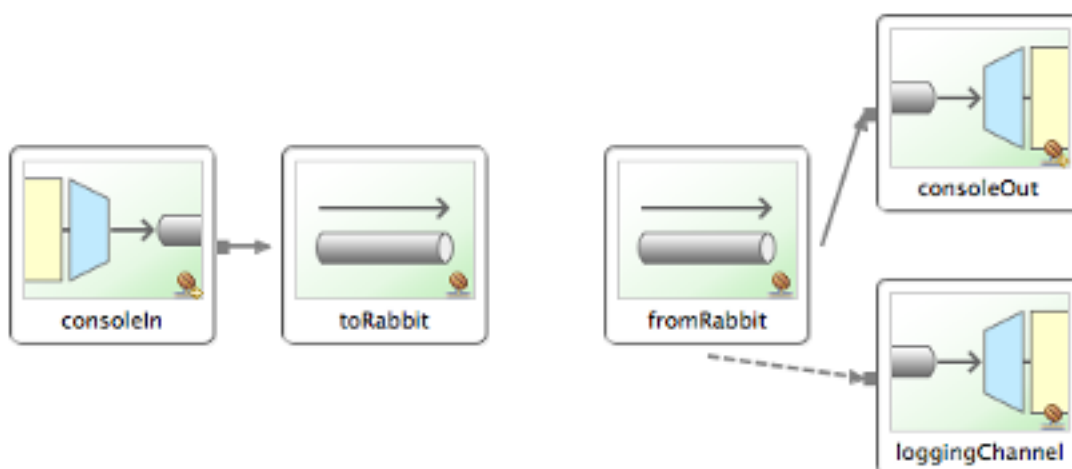 consoleOut
consoleIn
toRabbit
fromRabbit
loggingChannel